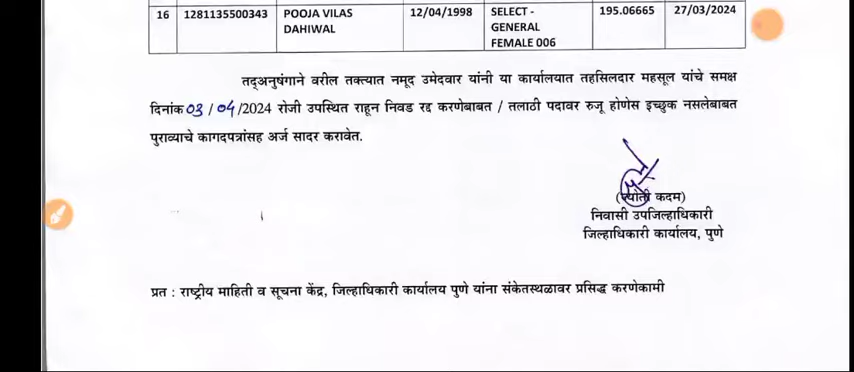 16 1281135500343 POOJA VILAS 12/04/1998 SELECT - 195.06665 27/03/2024
DAHIWAL GENERAL
FEMALE 006
तद्अनुषंगाने वरील तक्त्यात नमूद उमेदवार यांनी या कार्यालयात तहसिलदार महसूल यांचे समक्ष
दिनांक 03/04/2024 रोजी उपस्थित राहून निवड रद्द करणेबाबत / तलाठी पदावर रुजू होणेस इच्छुक नसलेबाबत
पुराव्याचे कागदपत्रांसह अर्ज सादर करावेत.
(ज्योती कदम)
निवासी उपजिल्हाधिकारी
जिल्हाधिकारी कार्यालय, पुणे
प्रत : राष्ट्रीय माहिती व सूचना केंद्र, जिल्हाधिकारी कार्यालय पुणे यांना संकेतस्थळावर प्रसिद्ध करणेकामी